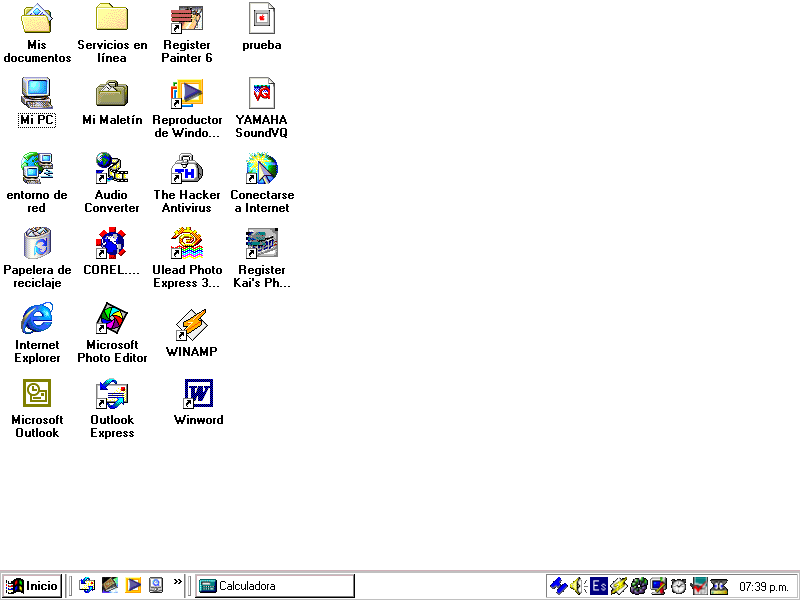 Mis
documentos
Servicios en
línea
Register
Painter 6
prueba
Mi PC
Mi Maletín
Reproductor
de Windo...
VQ
YAMAHA
SoundVQ
entorno de
red
Audio
Converter
TH
The Hacker
Antivirus
Conectarse
a Internet
Papelera de
reciclaje
COREL....
Ulead Photo
Express 3...
Register
Kai's Ph...
Internet
Explorer
Microsoft
Photo Editor
WINAMP
Microsoft
Outlook
Outlook
Express
W
Winword
Inicio
»
Calculadora
Es
07:39 p.m.